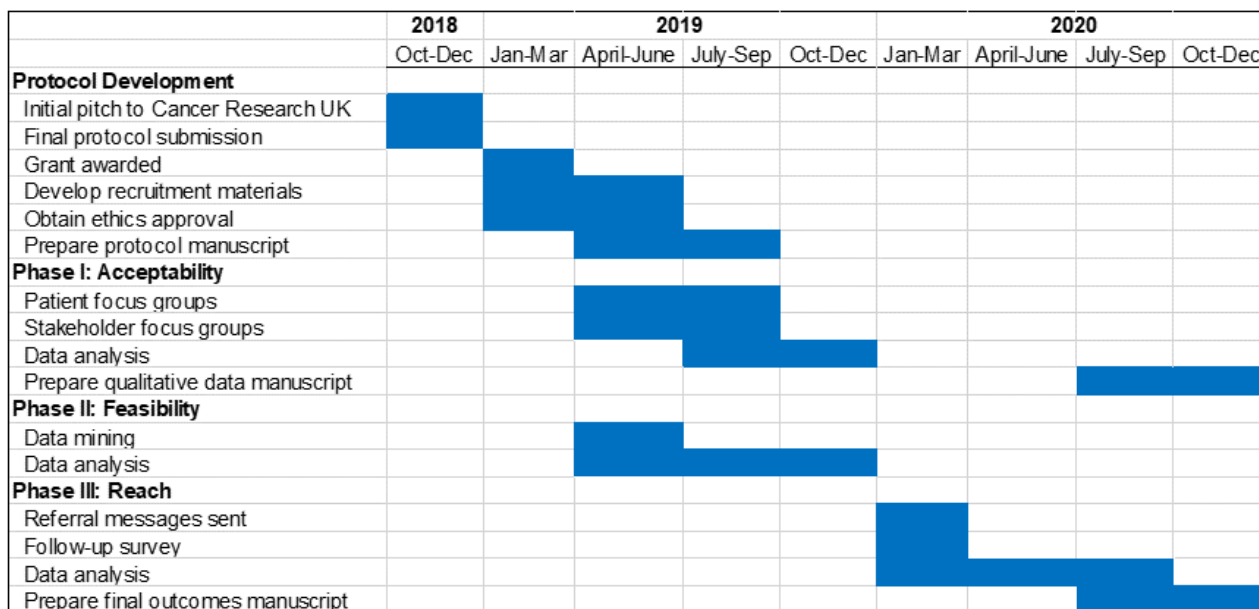 2018 2019 2020
Oct-Dec Jan-Mar April-June July-Sep Oct-Dec Jan-Mar April-June July-Sep Oct-Dec
Protocol Development
Initial pitch to Cancer Research UK
Final protocol submission
Grant awarded
Develop recruitment materials
Obtain ethics approval
Prepare protocol manuscript
Phase I: Acceptability
Patient focus groups
Stakeholder focus groups
Data analysis
Prepare qualitative data manuscript
Phase II: Feasibility
Data mining
Data analysis
Phase III: Reach
Referral messages sent
Follow-up survey
Data analysis
Prepare final outcomes manuscript